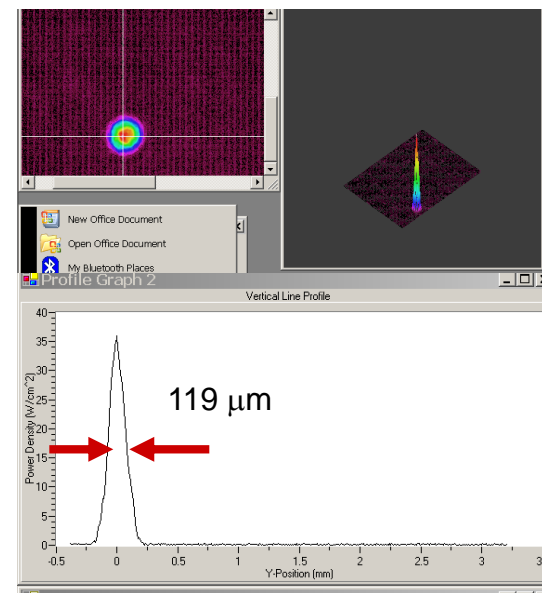 New Office Document
Open Office Document
My Bluetooth Places
Profile Graph 2
Vertical Line Profile
40
35
30
25
20
15
10
5
0
Power Density (W/cm^2)
119 μm
-0.5
0
0.5
1
1.5
2
2.5
3
Y-Position (mm)